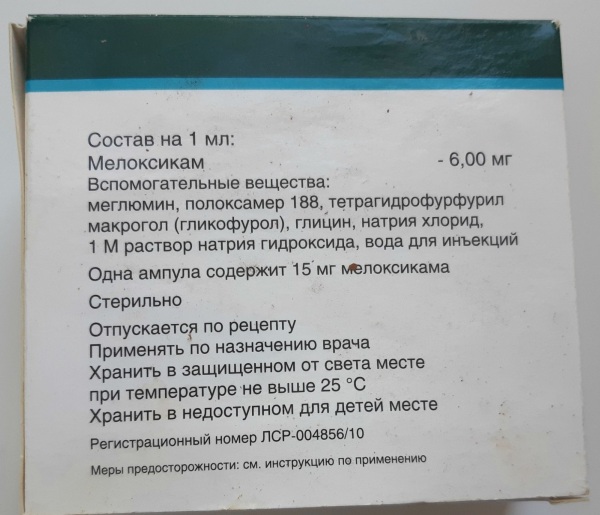 Состав на 1 мл:
Мелоксикам - 6,00 мг
Вспомогательные вещества:
меглюмин, полоксамер 188, тетрагидрофурфурил
макрогол (гликофурол), глицин, натрия хлорид,
1 М раствор натрия гидроксида, вода для инъекций
Одна ампула содержит 15 мг мелоксикама
Стерильно
Отпускается по рецепту
Применять по назначению врача
Хранить в защищенном от света месте
при температуре не выше 25 °C
Хранить в недоступном для детей месте
Регистрационный номер ЛСР-004856/10
Меры предосторожности: см. инструкцию по применению